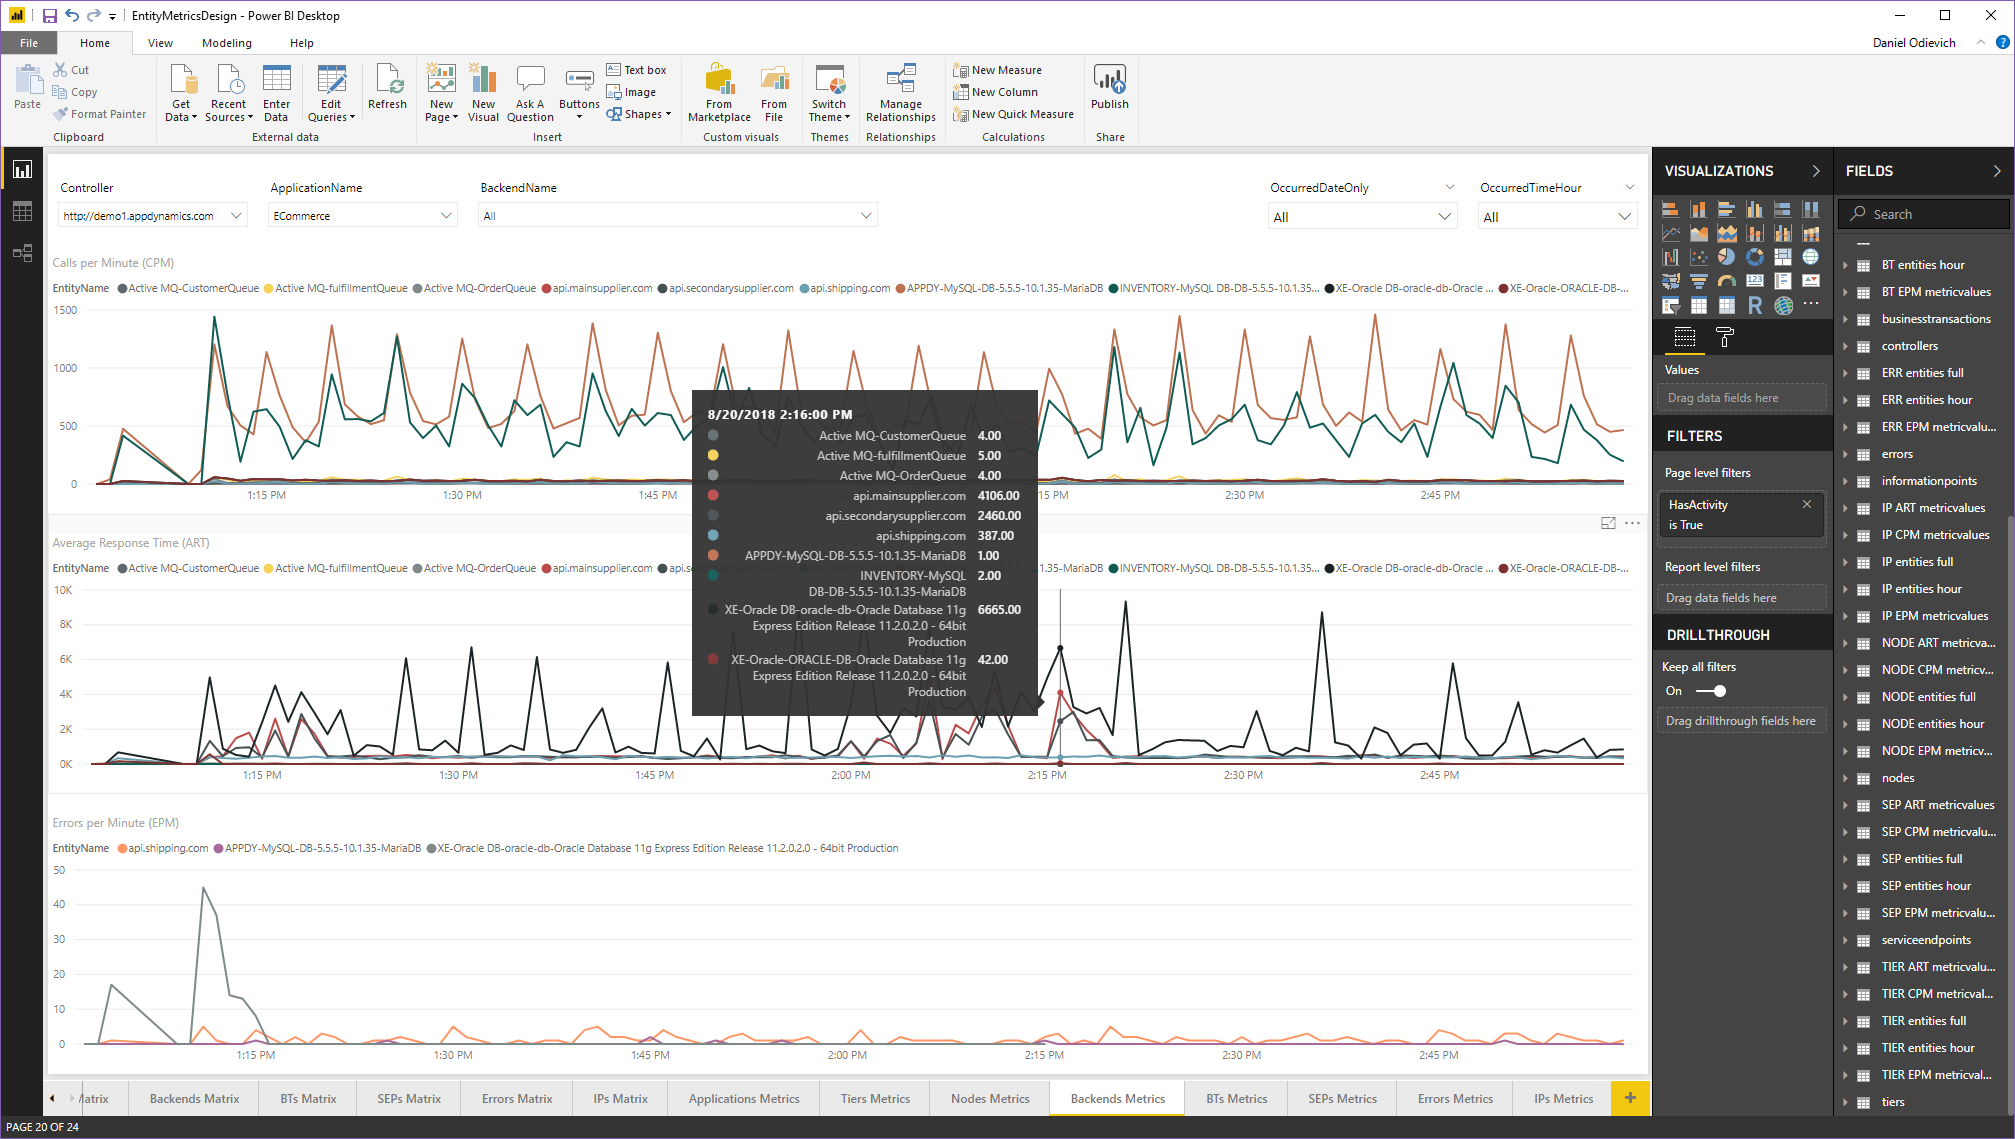 EntityMetricsDesign - Power BI Desktop
File Home View Modeling Help
Daniel Odievich
Paste
Cut
Copy
Format Painter
Clipboard
Get Data
Recent Sources
Enter Data
Edit Queries
Refresh
External data
New Page
New Visual
Ask A Question
Buttons
Text box
Image
Shapes
Insert
From Marketplace
From File
Custom visuals
Switch Theme
Themes
Manage Relationships
Relationships
New Measure
New Column
New Quick Measure
Calculations
Publish
Share
Controller
http://demo1.appdynamics.com
ApplicationName
ECommerce
BackendName
All
OccurredDateOnly
All
OccurredTimeHour
All
Calls per Minute (CPM)
EntityName Active MQ-CustomerQueue Active MQ-fulfillmentQueue Active MQ-OrderQueue api.mainsupplier.com api.secondarysupplier.com api.shipping.com APPDY-MySQL-DB-5.5.5-10.1.35-MariaDB INVENTORY-MySQL DB-DB-5.5.5-10.1.35... XE-Oracle DB-oracle-db-Oracle ... XE-Oracle-ORACLE-DB-...
1500
1000
500
0
1:15 PM 1:30 PM 1:45 PM 15 PM 2:30 PM 2:45 PM
8/20/2018 2:16:00 PM
Active MQ-CustomerQueue 4.00
Active MQ-fulfillmentQueue 5.00
Active MQ-OrderQueue 4.00
api.mainsupplier.com 4106.00
api.secondarysupplier.com 2460.00
api.shipping.com 387.00
APPDY-MySQL-DB-5.5.5-10.1.35-MariaDB 1.00
INVENTORY-MySQL 2.00
DB-DB-5.5.5-10.1.35-MariaDB
XE-Oracle DB-oracle-db-Oracle Database 11g 6665.00
Express Edition Release 11.2.0.2.0 - 64bit
Production
XE-Oracle-ORACLE-DB-Oracle Database 11g 42.00
Express Edition Release 11.2.0.2.0 - 64bit
Production
Average Response Time (ART)
EntityName Active MQ-CustomerQueue Active MQ-fulfillmentQueue Active MQ-OrderQueue api.mainsupplier.com MariaDB INVENTORY-MySQL DB-DB-5.5.5-10.1.35... XE-Oracle DB-oracle-db-Oracle ... XE-Oracle-ORACLE-DB-...
10K
8K
6K
4K
2K
0K
1:15 PM 1:30 PM 1:45 PM 2:00 PM 2:15 PM 2:30 PM 2:45 PM
Errors per Minute (EPM)
EntityName api.shipping.com APPDY-MySQL-DB-5.5.5-10.1.35-MariaDB XE-Oracle DB-oracle-db-Oracle Database 11g Express Edition Release 11.2.0.2.0 - 64bit Production
50
40
30
20
10
0
1:15 PM 1:30 PM 1:45 PM 2:00 PM 2:15 PM 2:30 PM 2:45 PM
VISUALIZATIONS
123
R
Values
Drag data fields here
FILTERS
Page level filters
HasActivity
is True
Report level filters
Drag data fields here
DRILLTHROUGH
Keep all filters
On
Drag drillthrough fields here
FIELDS
Search
BT entities hour
BT EPM metricvalues
businesstransactions
controllers
ERR entities full
ERR entities hour
ERR EPM metricvalu...
errors
informationpoints
IP ART metricvalues
IP CPM metricvalues
IP entities full
IP entities hour
IP EPM metricvalues
NODE ART metricva...
NODE CPM metricv...
NODE entities full
NODE entities hour
NODE EPM metricv...
nodes
SEP ART metricvalues
SEP CPM metricvalu...
SEP entities full
SEP entities hour
SEP EPM metricvalu...
serviceendpoints
TIER ART metricvalu...
TIER CPM metricval...
TIER entities full
TIER entities hour
TIER EPM metricval...
tiers
Matrix Backends Matrix BTs Matrix SEPs Matrix Errors Matrix IPs Matrix Applications Metrics Tiers Metrics Nodes Metrics Backends Metrics BTs Metrics SEPs Metrics Errors Metrics IPs Metrics +
PAGE 20 OF 24